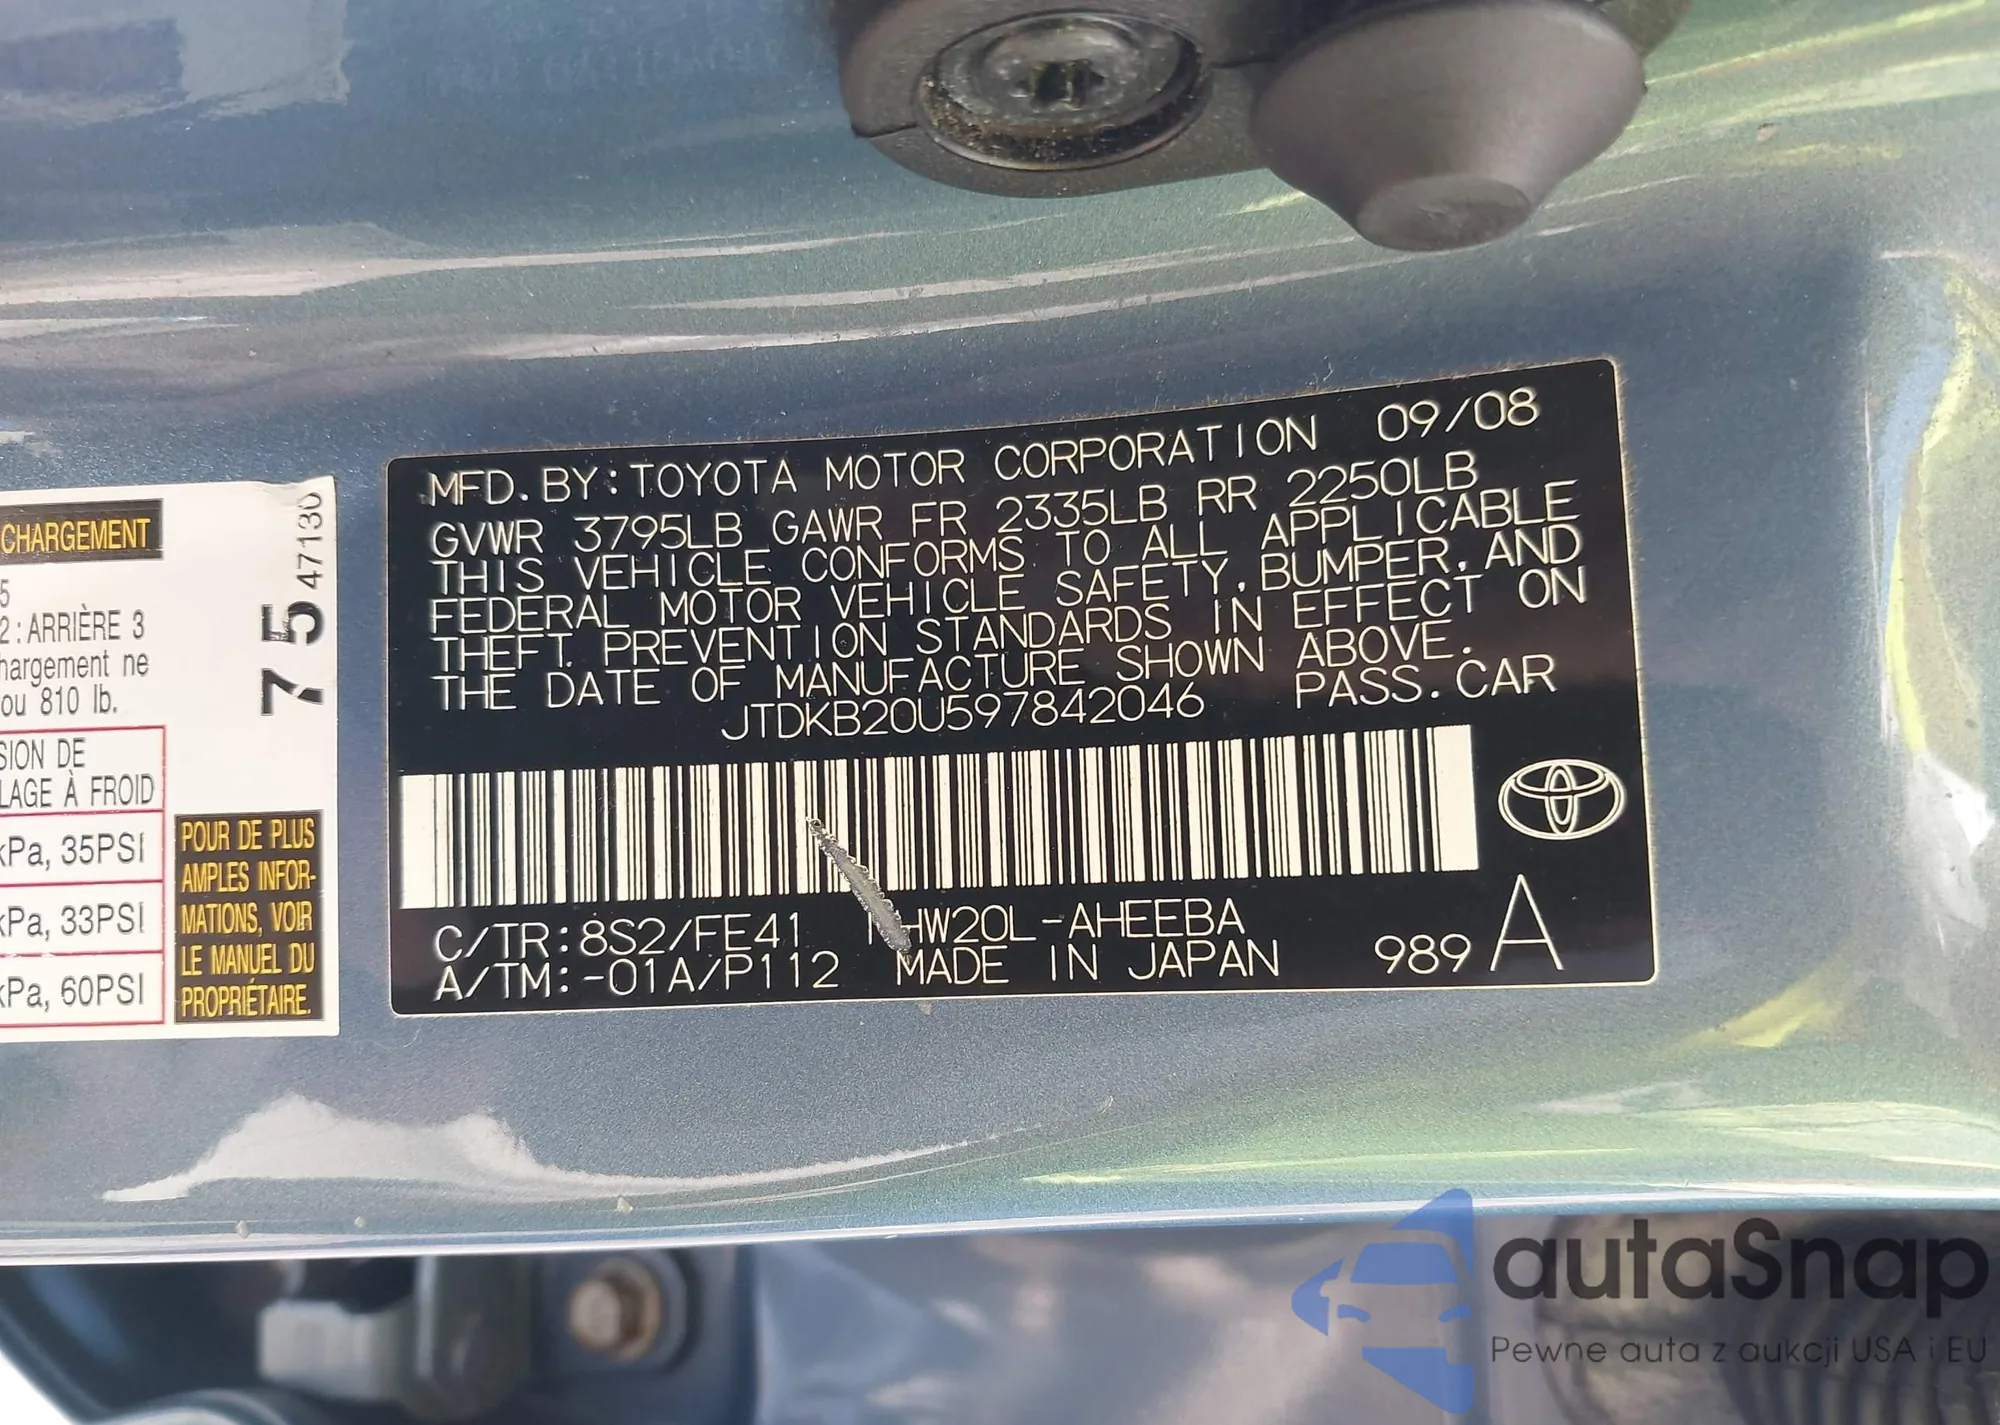 CHARGEMENT
5
2 : ARRIÈRE 3
hargement ne
ou 810 lb.
SION DE
LAGE À FROID
kPa, 35PSI
kPa, 33PSI
kPa, 60PSI
75 47130
POUR DE PLUS
AMPLES INFOR-
MATIONS, VOIR
LE MANUEL DU
PROPRIÉTAIRE.
MFD. BY: TOYOTA MOTOR CORPORATION 09/08
GVWR 3795LB GAWR FR 2335LB RR 2250LB
THIS VEHICLE CONFORMS TO ALL APPLICABLE
FEDERAL MOTOR VEHICLE SAFETY, BUMPER, AND
THEFT PREVENTION STANDARDS IN EFFECT ON
THE DATE OF MANUFACTURE SHOWN ABOVE.
JTDKB20U597842046 PASS. CAR
C/TR: 8S2/FE41 HW20L-AHEEBA
A/TM: -01A/P112 MADE IN JAPAN 989 A
autaSnap
Pewne auta z aukcji USA i EU